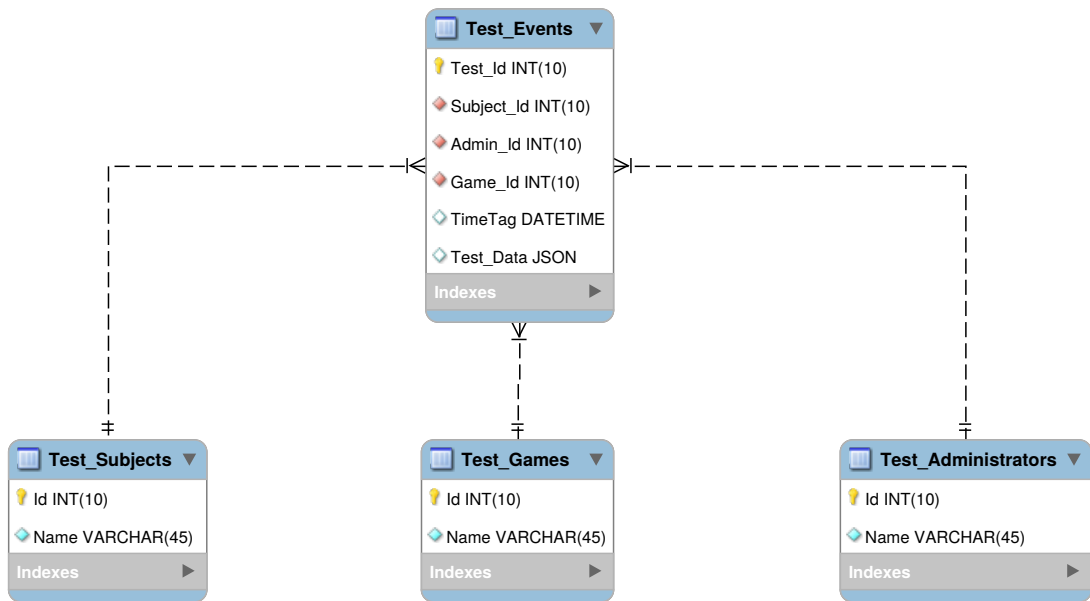 Test_Events
Test_Id INT(10)
Subject_Id INT(10)
Admin_Id INT(10)
Game_Id INT(10)
TimeTag DATETIME
Test_Data JSON
Indexes
Test_Subjects
Id INT(10)
Name VARCHAR(45)
Indexes
Test_Games
Id INT(10)
Name VARCHAR(45)
Indexes
Test_Administrators
Id INT(10)
Name VARCHAR(45)
Indexes